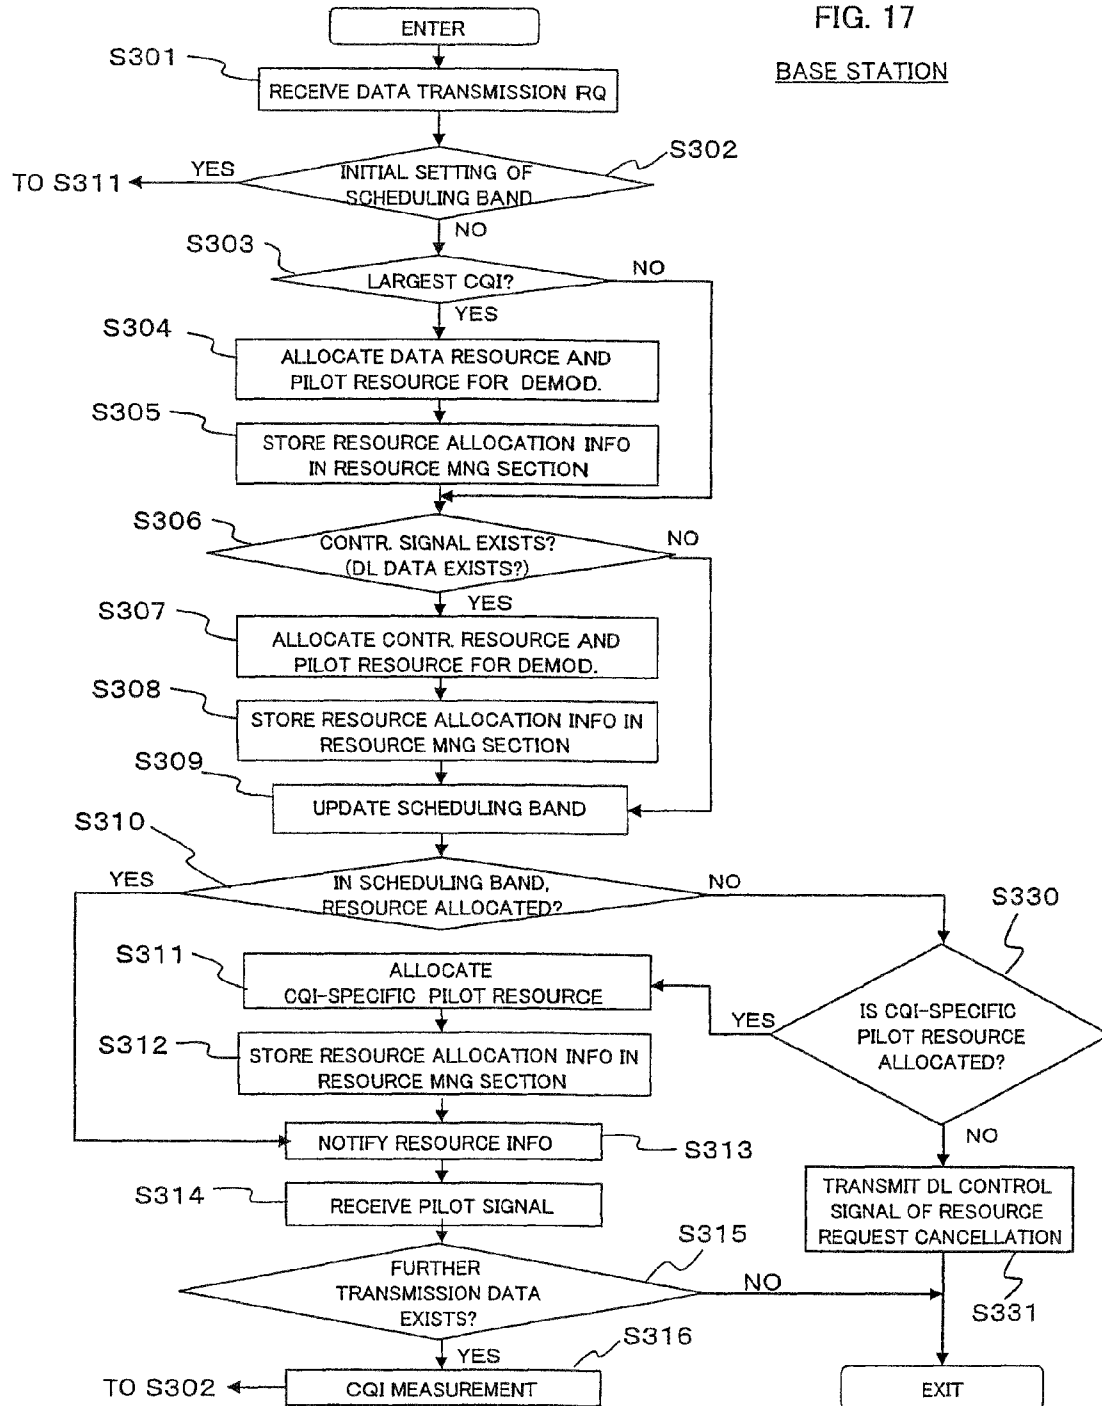 FIG. 17
BASE STATION
ENTER
S301
RECEIVE DATA TRANSMISSION RQ
S302
INITIAL SETTING OF
SCHEDULING BAND
YES
TO S311
NO
S303
LARGEST CQI?
NO
YES
S304
ALLOCATE DATA RESOURCE AND
PILOT RESOURCE FOR DEMOD.
S305
STORE RESOURCE ALLOCATION INFO
IN RESOURCE MNG SECTION
S306
CONTR. SIGNAL EXISTS?
(DL DATA EXISTS?)
NO
YES
S307
ALLOCATE CONTR. RESOURCE AND
PILOT RESOURCE FOR DEMOD.
S308
STORE RESOURCE ALLOCATION INFO IN
RESOURCE MNG SECTION
S309
UPDATE SCHEDULING BAND
S310
YES
IN SCHEDULING BAND,
RESOURCE ALLOCATED?
NO
S330
IS CQI-SPECIFIC
PILOT RESOURCE
ALLOCATED?
YES
NO
S311
ALLOCATE
CQI-SPECIFIC PILOT RESOURCE
S312
STORE RESOURCE ALLOCATION INFO IN
RESOURCE MNG SECTION
NOTIFY RESOURCE INFO
S313
S314
RECEIVE PILOT SIGNAL
TRANSMIT DL CONTROL
SIGNAL OF RESOURCE
REQUEST CANCELLATION
S331
S315
FURTHER
TRANSMISSION DATA
EXISTS?
NO
YES
S316
CQI MEASUREMENT
TO S302
EXIT